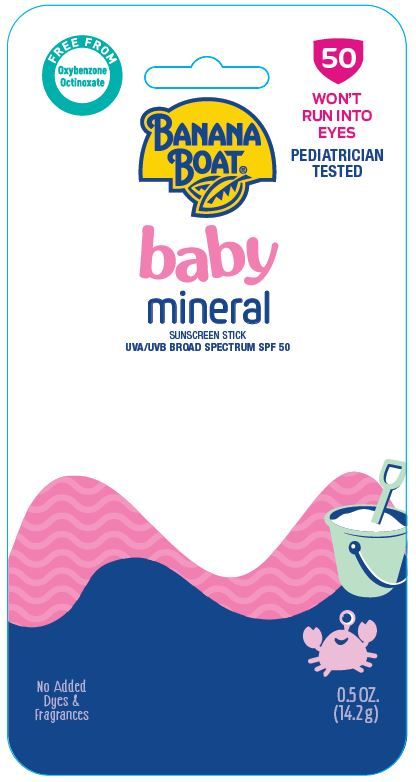 FREE FROM
Oxybenzone
Octinoxate
50
WON'T
RUN INTO
EYES
PEDIATRICIAN
TESTED
BANANA
BOAT®
baby
mineral
SUNSCREEN STICK
UVA/UVB BROAD SPECTRUM SPF 50
No Added
Dyes &
Fragrances
0.5 OZ.
(14.2 g)